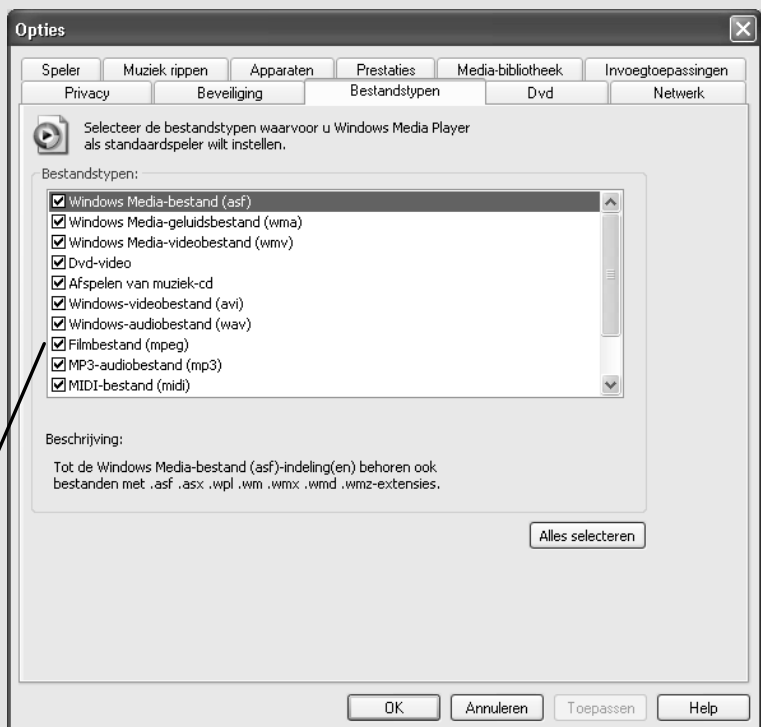 Opties
Speler Muziek rippen Apparaten Prestaties Media-bibliotheek Invoegtoepassingen
Privacy Beveiliging Bestandstypen Dvd Netwerk
Selecteer de bestandstypen waarvoor u Windows Media Player
als standaardspeler wilt instellen.
Bestandstypen:
Windows Media-bestand (asf)
Windows Media-geluidsbestand (wma)
Windows Media-videobestand (wmv)
Dvd-video
Afspelen van muziek-cd
Windows-videobestand (avi)
Windows-audiobestand (wav)
Filmbestand (mpeg)
MP3-audiobestand (mp3)
MIDI-bestand (midi)
Beschrijving:
Tot de Windows Media-bestand (asf)-indeling(en) behoren ook
bestanden met .asf .asx .wpl .wm .wmx .wmd .wmz-extensies.
Alles selecteren
OK Annuleren Toepassen Help